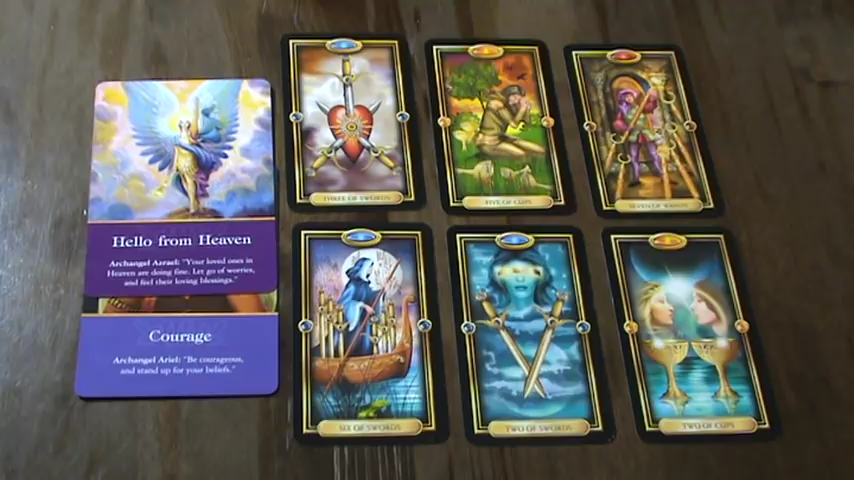 Hello from Heaven
Archangel Azrael: "Your loved ones in
Heaven are doing fine. Let go of worries,
and feel their loving blessings."
Courage
Archangel Ariel: "Be courageous,
and stand up for your beliefs."
THREE OF SWORDS
FIVE OF CUPS
SEVEN OF WANDS
SIX OF SWORDS
TWO OF SWORDS
TWO OF CUPS